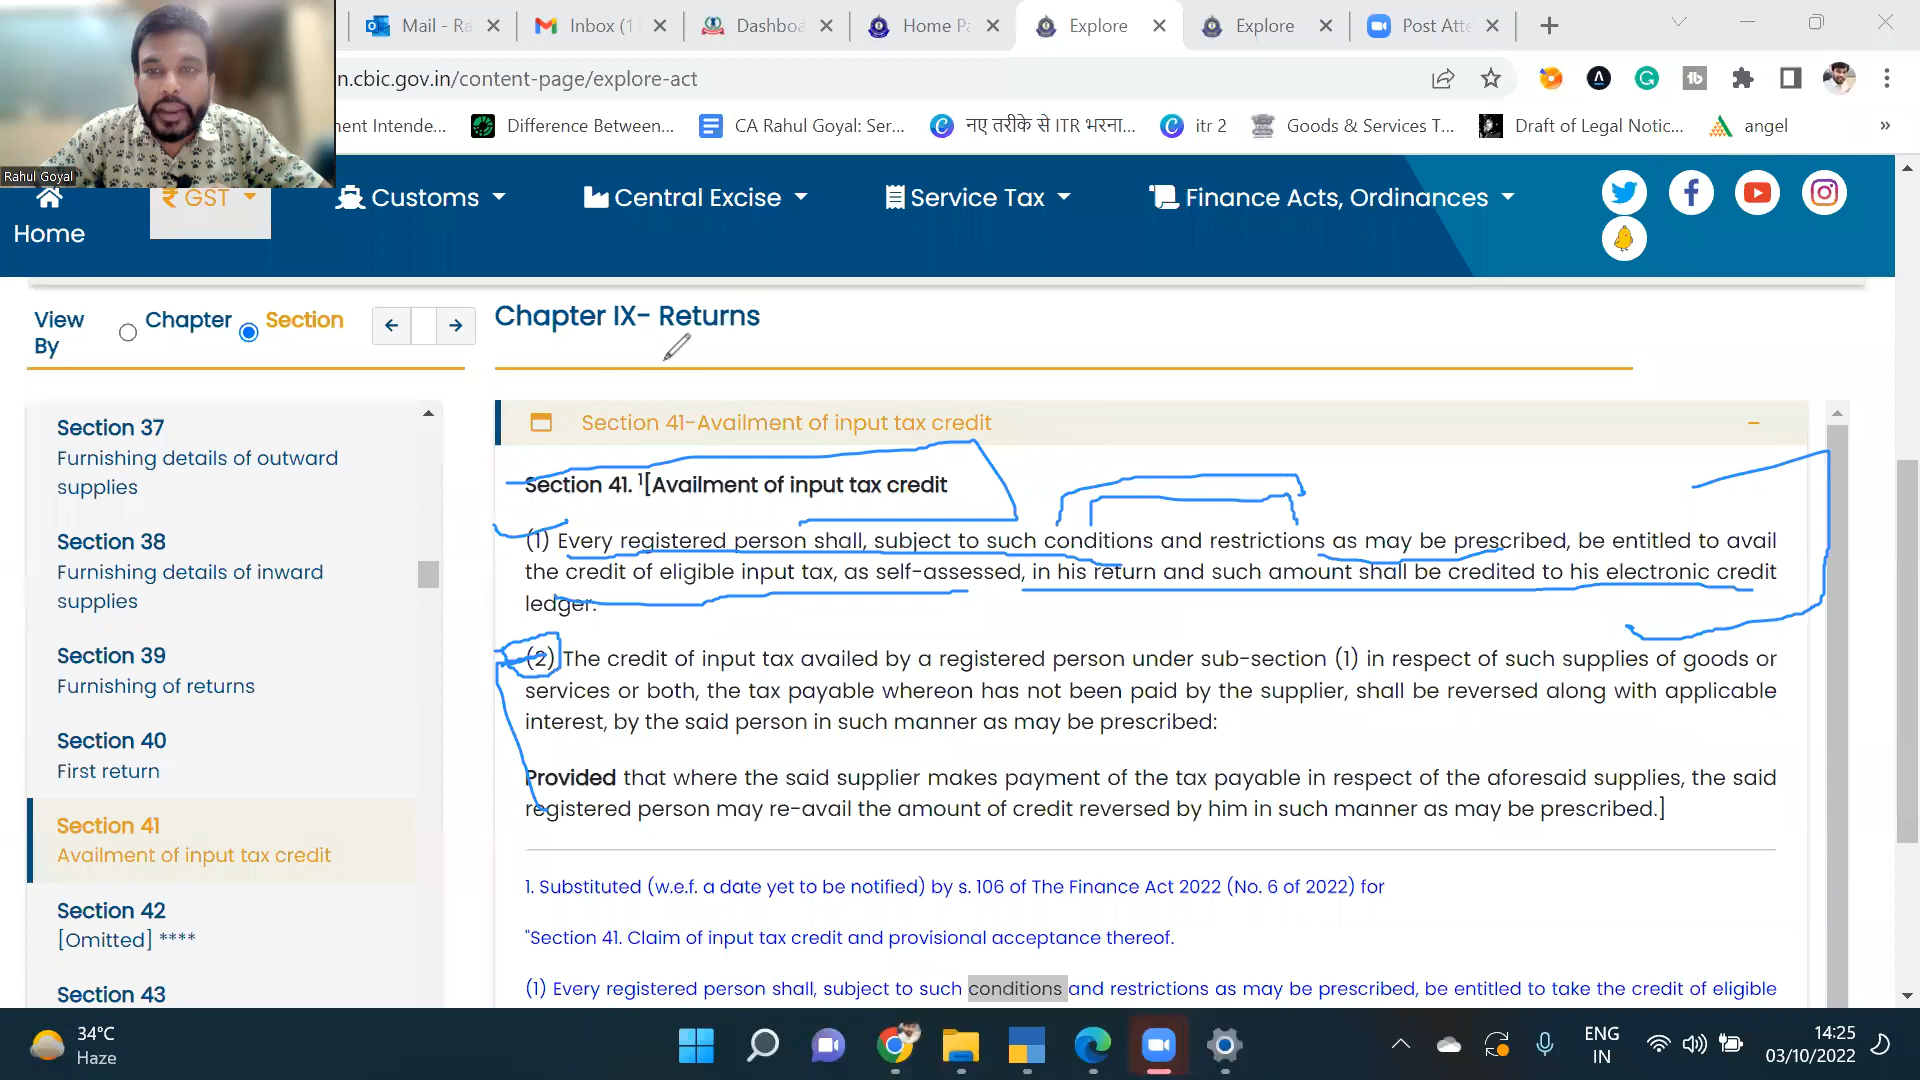 Mail - Ra
Inbox (1
Dashboa
Home Pa
Explore
Explore
Post Atte
n.cbic.gov.in/content-page/explore-act
nent Intende...
Difference Between...
CA Rahul Goyal: Ser...
नए तरीके से ITR भरना...
itr 2
Goods & Services T...
Draft of Legal Notic...
angel
Rahul Goyal
Home
₹ GST
Customs
Central Excise
Service Tax
Finance Acts, Ordinances
View By
Chapter
Section
Chapter IX- Returns
Section 37
Furnishing details of outward
supplies
Section 38
Furnishing details of inward
supplies
Section 39
Furnishing of returns
Section 40
First return
Section 41
Availment of input tax credit
Section 42
[Omitted] ****
Section 43
Section 41-Availment of input tax credit
Section 41. ¹[Availment of input tax credit
(1) Every registered person shall, subject to such conditions and restrictions as may be prescribed, be entitled to avail
the credit of eligible input tax, as self-assessed, in his return and such amount shall be credited to his electronic credit
ledger.
(2) The credit of input tax availed by a registered person under sub-section (1) in respect of such supplies of goods or
services or both, the tax payable whereon has not been paid by the supplier, shall be reversed along with applicable
interest, by the said person in such manner as may be prescribed:
Provided that where the said supplier makes payment of the tax payable in respect of the aforesaid supplies, the said
registered person may re-avail the amount of credit reversed by him in such manner as may be prescribed.]
1. Substituted (w.e.f. a date yet to be notified) by s. 106 of The Finance Act 2022 (No. 6 of 2022) for
"Section 41. Claim of input tax credit and provisional acceptance thereof.
(1) Every registered person shall, subject to such conditions and restrictions as may be prescribed, be entitled to take the credit of eligible
34°C
Haze
ENG
IN
14:25
03/10/2022